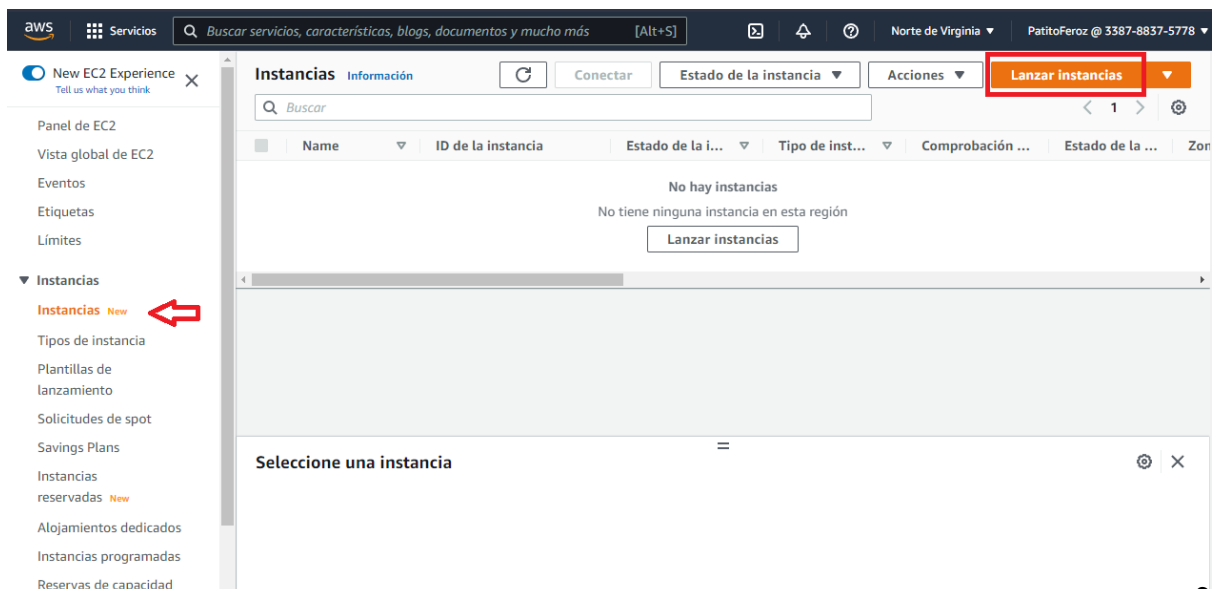 aws Servicios Buscar servicios, características, blogs, documentos y mucho más [Alt+S] Norte de Virginia ▼ PatitoFeroz @ 3387-8837-5778 ▼
New EC2 Experience
Tell us what you think
Panel de EC2
Vista global de EC2
Eventos
Etiquetas
Límites
Instancias
Instancias New
Tipos de instancia
Plantillas de
lanzamiento
Solicitudes de spot
Savings Plans
Instancias
reservadas New
Alojamientos dedicados
Instancias programadas
Reservas de capacidad
Instancias Información Conectar Estado de la instancia ▼ Acciones ▼ Lanzar instancias ▼
Buscar < 1 >
Name ID de la instancia Estado de la i... Tipo de inst... Comprobación ... Estado de la ... Zon
No hay instancias
No tiene ninguna instancia en esta región
Lanzar instancias
Seleccione una instancia